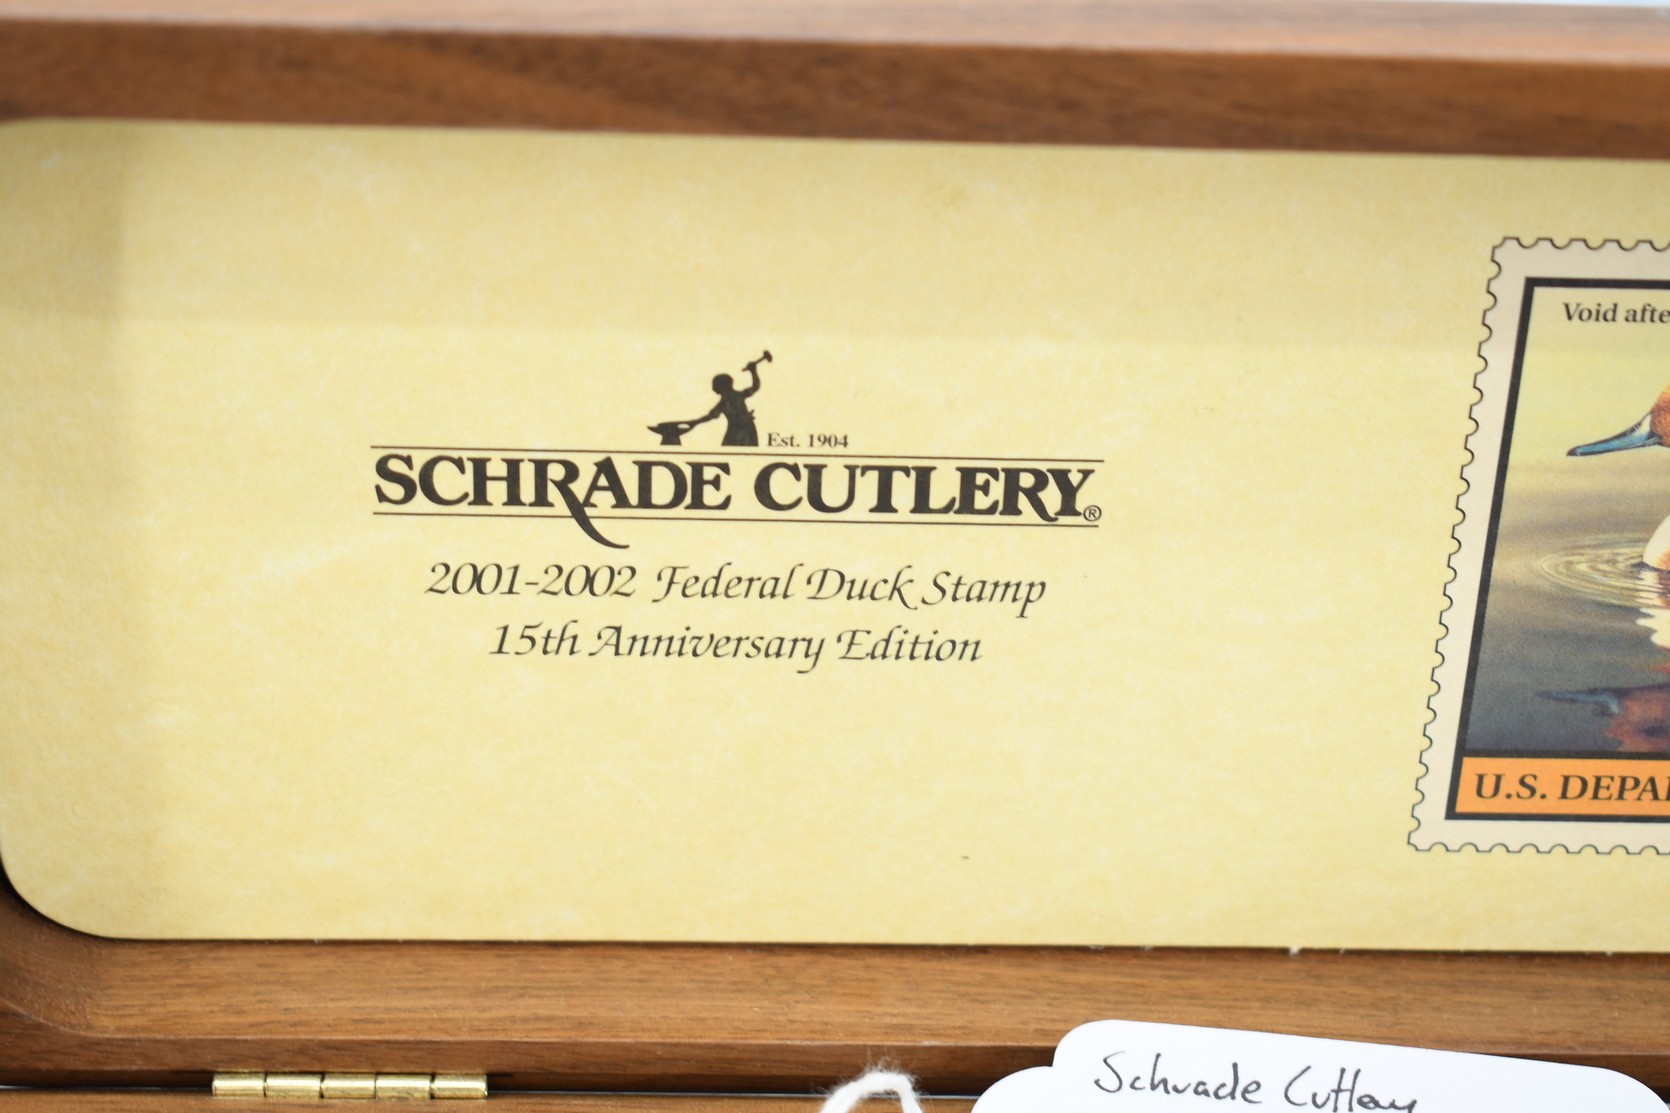 Est. 1904
SCHRADE CUTLERY®
2001-2002 Federal Duck Stamp
15th Anniversary Edition
Void afte
U.S. DEPA
Schrade Cutlery